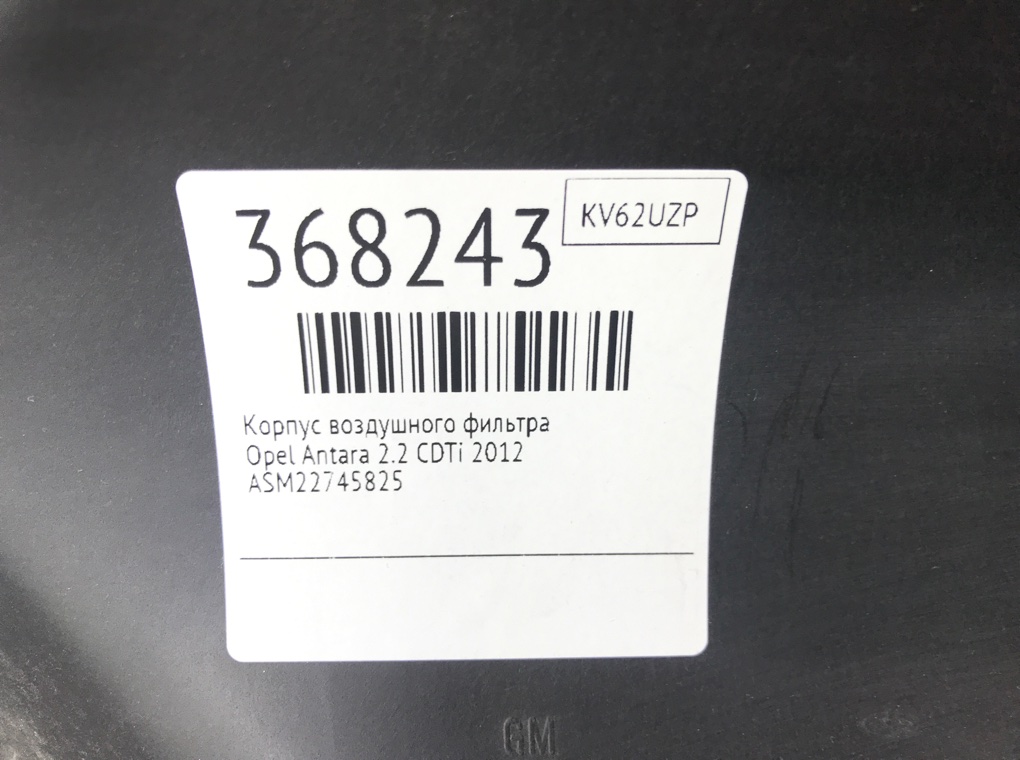 368243
KV62UZP
Корпус воздушного фильтра
Opel Antara 2.2 CDTi 2012
ASM22745825
GM